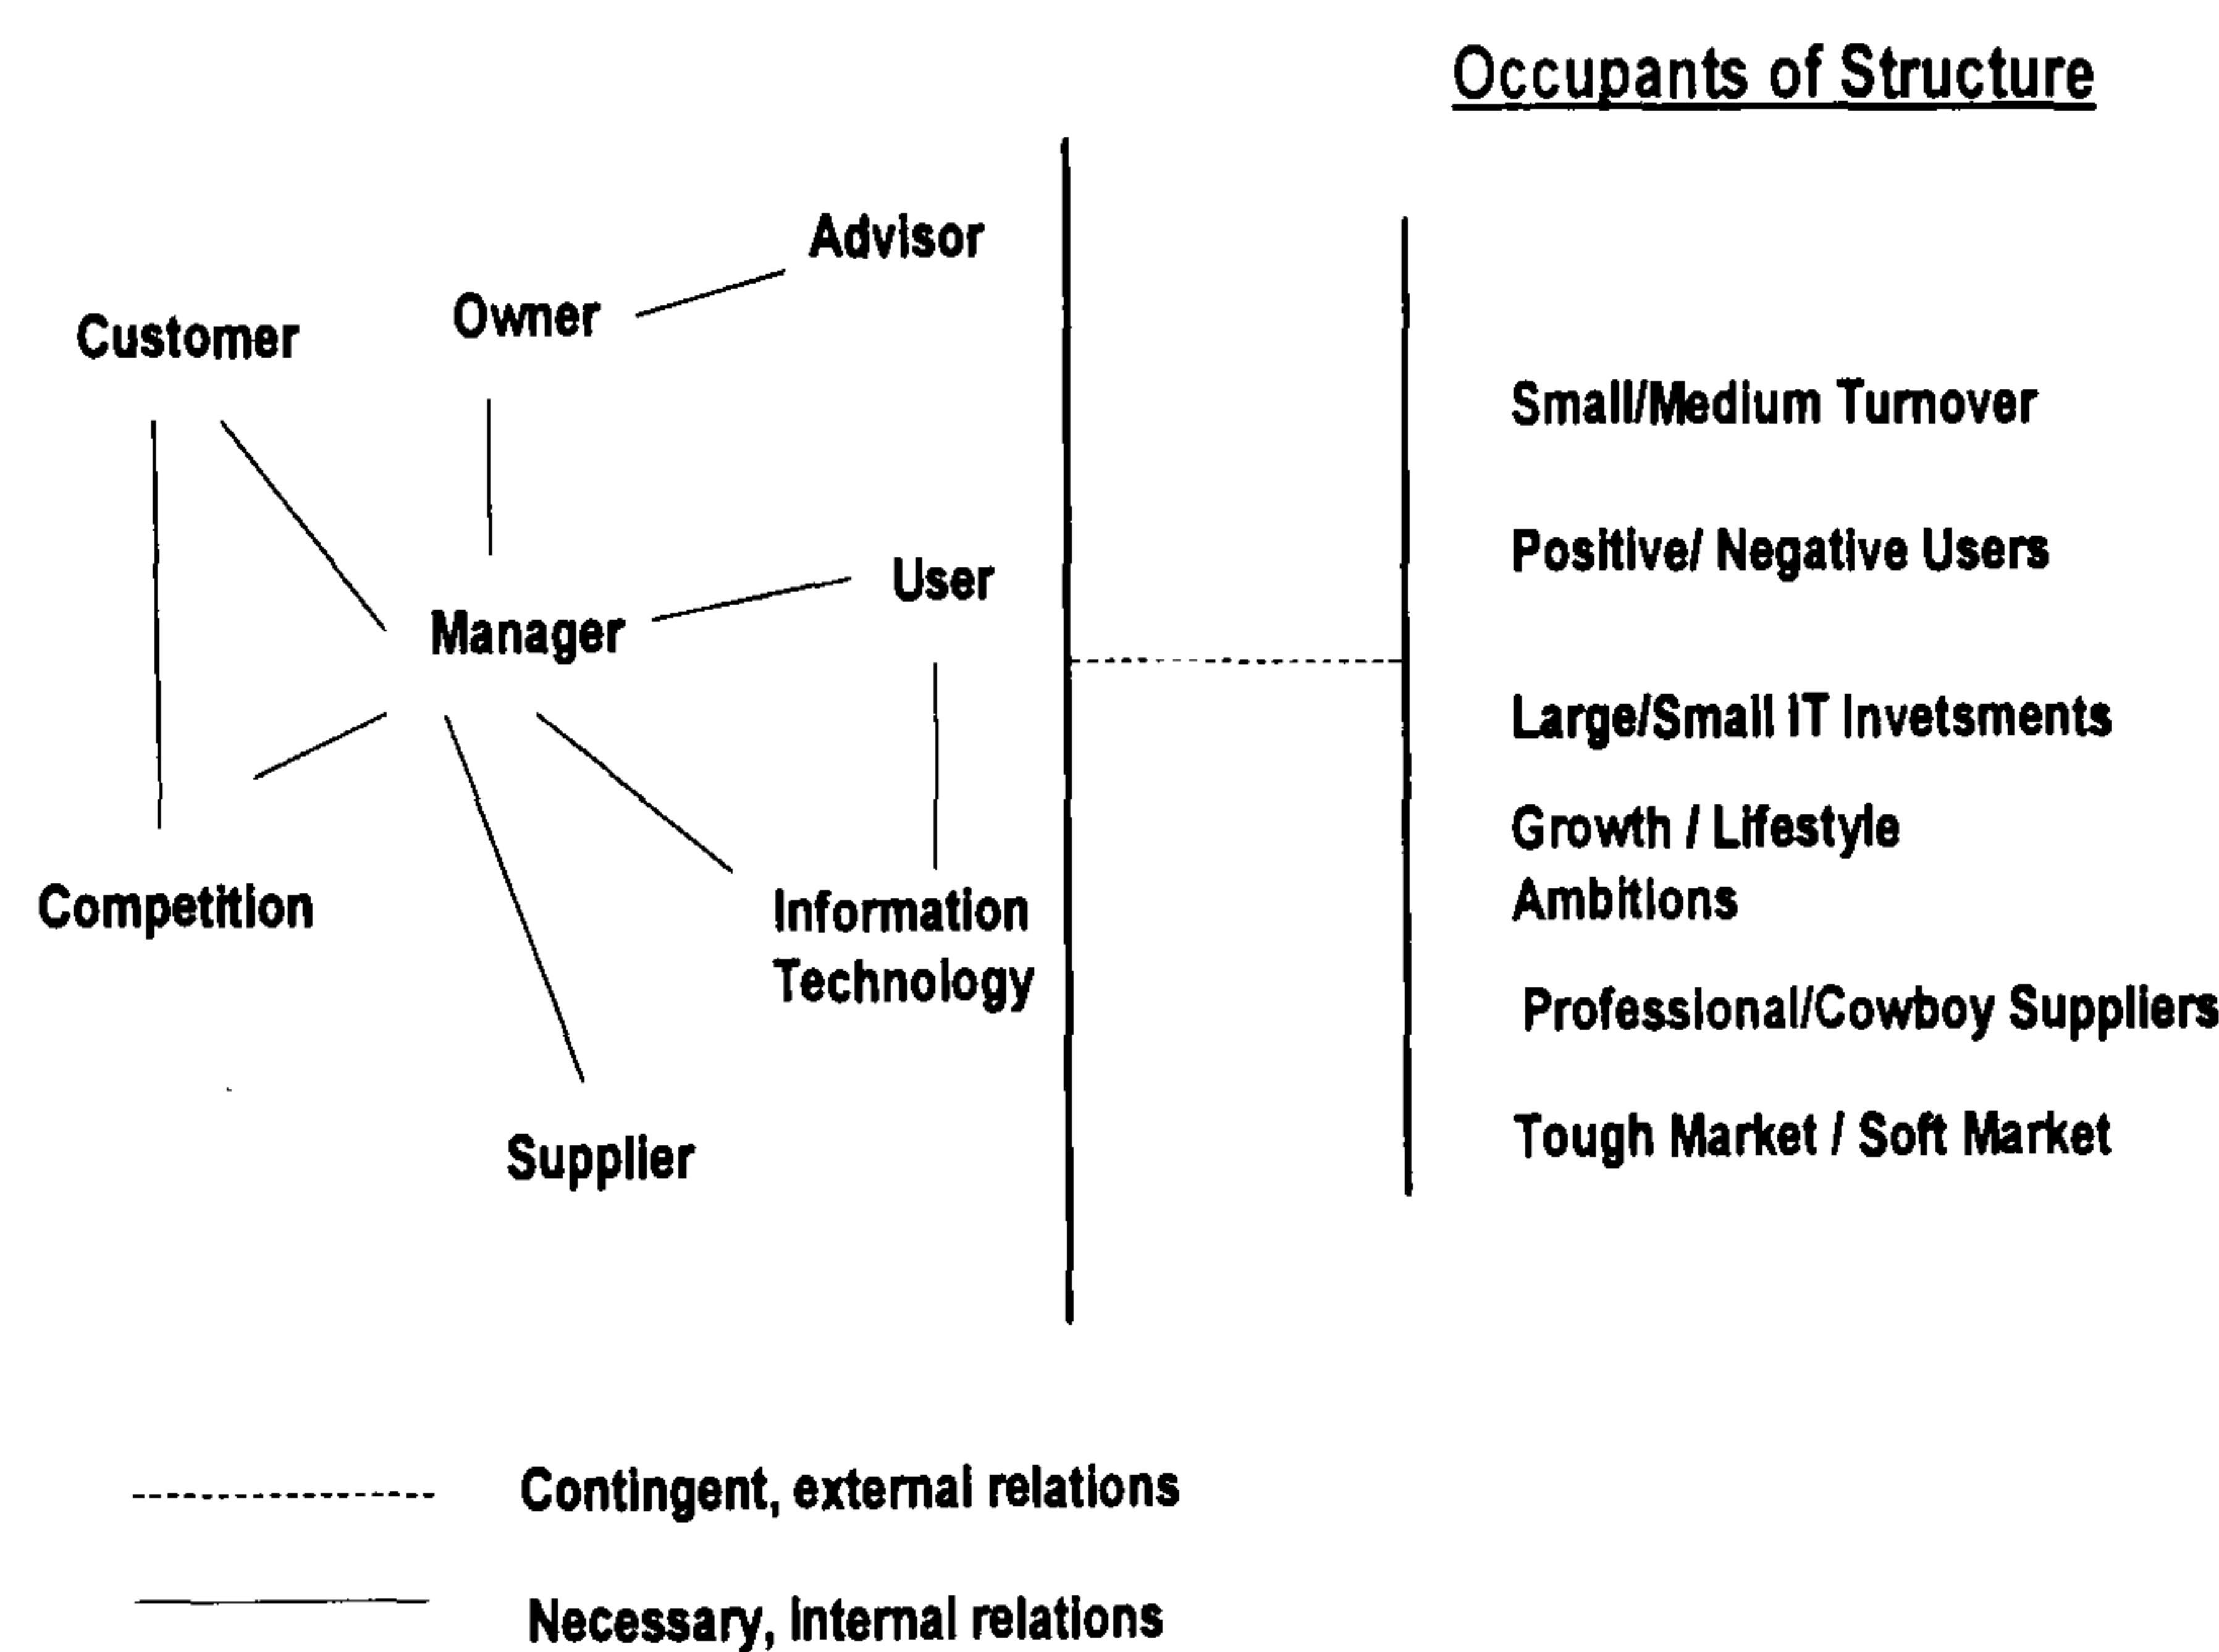 Occupants of Structure
Advisor
Owner
Customer
User
Manager
Competition
Information
Technology
Supplier
Small/Medium Turnover
Positive/ Negative Users
Large/Small IT Invetsments
Growth / Lifestyle
Ambitions
Professional/Cowboy Suppliers
Tough Market / Soft Market
Contingent, external relations
Necessary, Internal relations